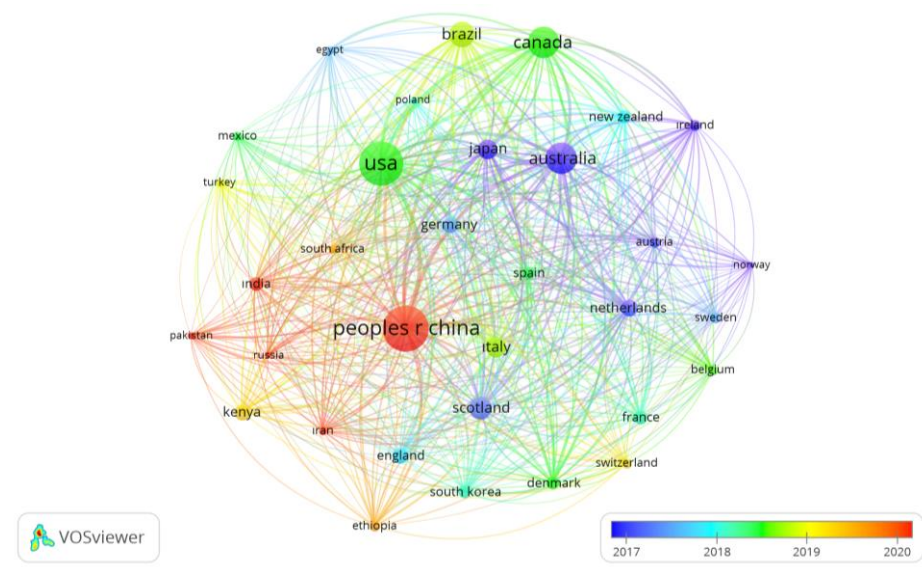 brazil
canada
egypt
poland
new zealand
ireland
mexico
japan
australia
usa
turkey
germany
austria
south africa
norway
spain
india
netherlands
sweden
peoples r china
pakistan
italy
russia
belgium
scotland
kenya
france
iran
england
switzerland
denmark
south korea
ethiopia
VOSviewer
2017 2018 2019 2020